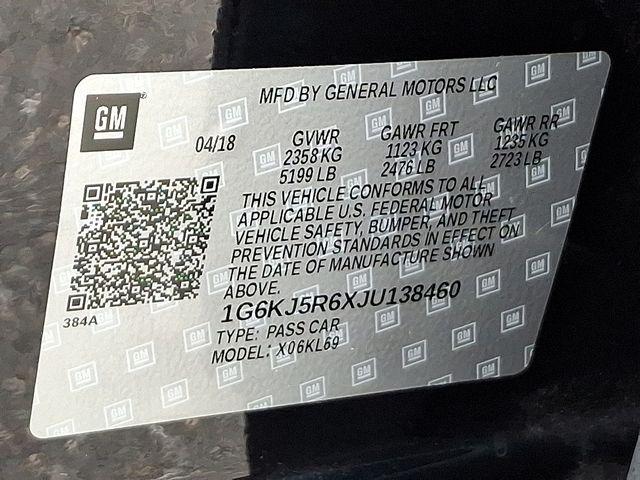 GM
MFD BY GENERAL MOTORS LLC
04/18
GVWR GAWR FRT GAWR RR
2358 KG 1123 KG 1235 KG
5199 LB 2476 LB 2723 LB
THIS VEHICLE CONFORMS TO ALL
APPLICABLE U.S. FEDERAL MOTOR
VEHICLE SAFETY, BUMPER, AND THEFT
PREVENTION STANDARDS IN EFFECT ON
THE DATE OF MANUFACTURE SHOWN
ABOVE.
384A
1G6KJ5R6XJU138460
TYPE: PASS CAR
MODEL: X06KL69